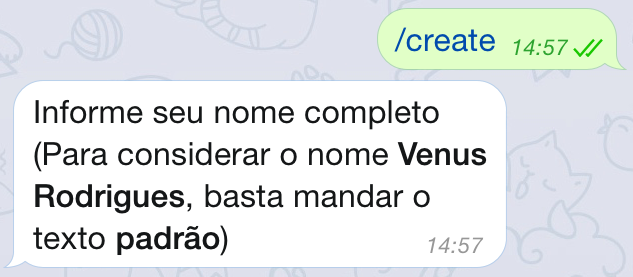 /create 14:57
Informe seu nome completo
(Para considerar o nome Venus
Rodrigues, basta mandar o
texto padrão)
14:57